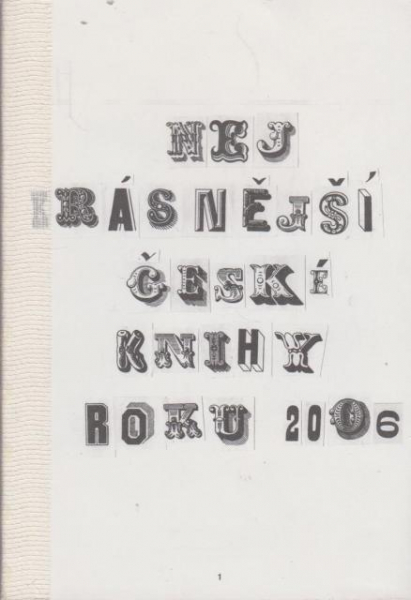 NEJ
KRÁSNĚJŠÍ
ČESKÉ
KNIHY
ROKU 2006
1